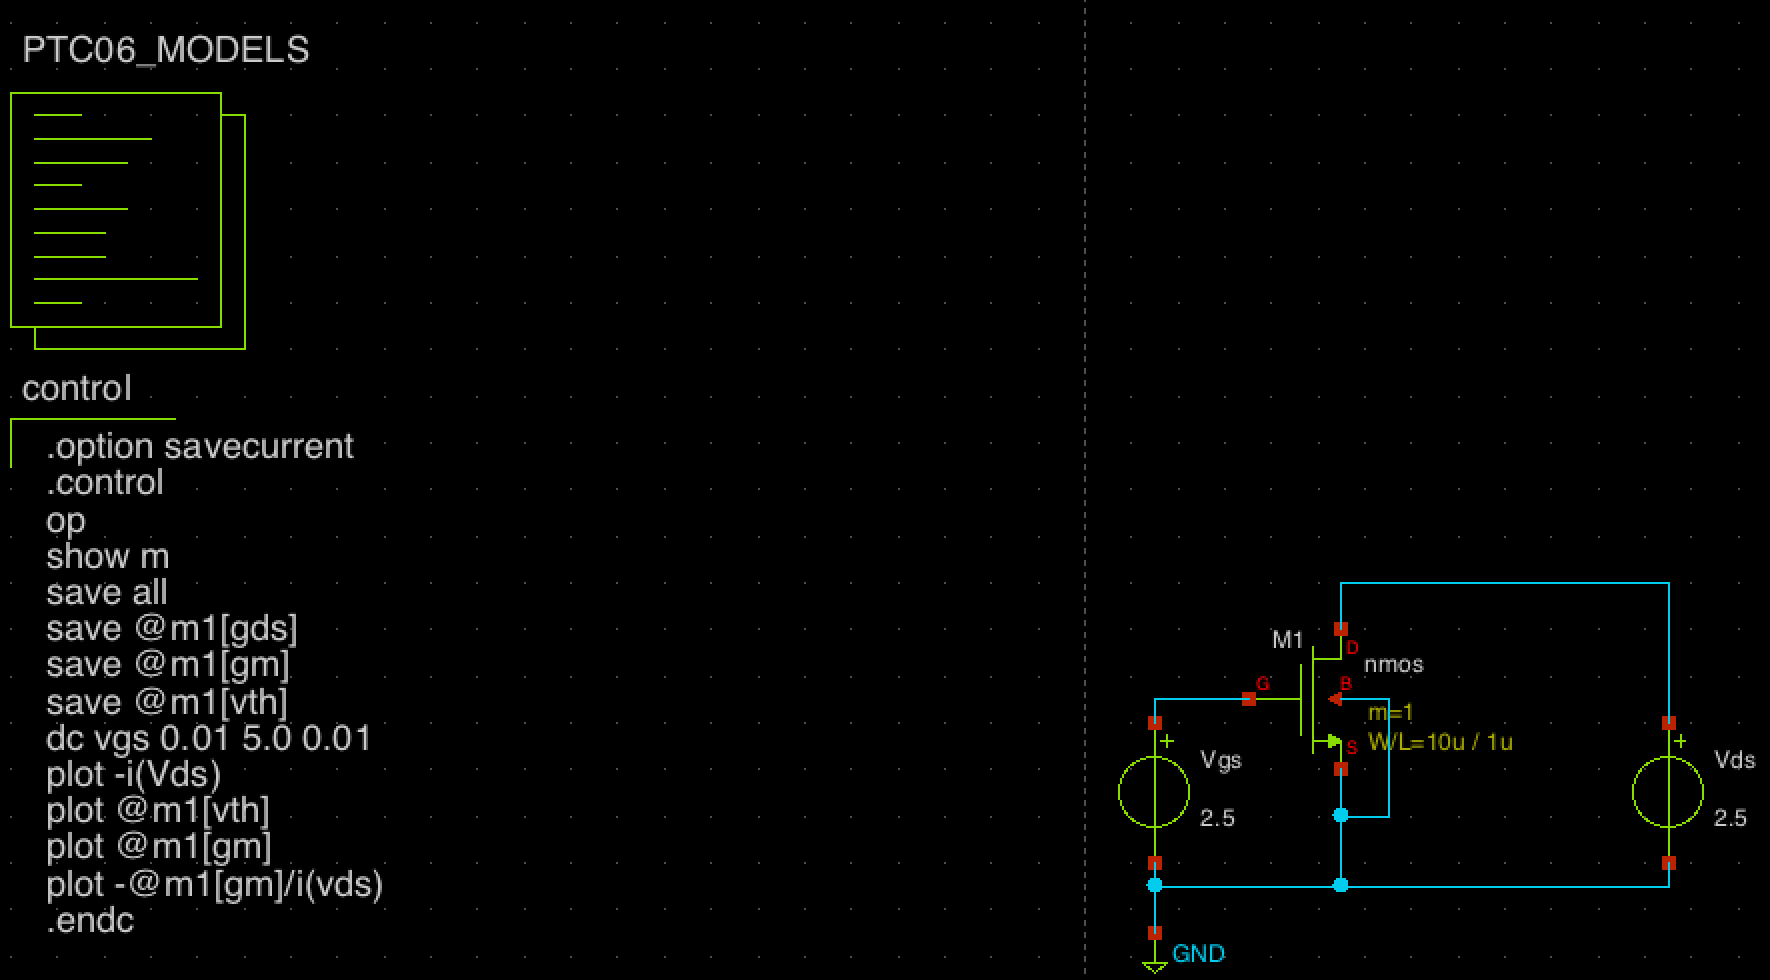 PTC06_MODELS
control
.option savecurrent
.control
op
show m
save all
save @m1[gds]
save @m1[gm]
save @m1[vth]
dc vgs 0.01 5.0 0.01
plot -i(Vds)
plot @m1[vth]
plot @m1[gm]
plot -@m1[gm]/i(vds)
.endc
M1
D
nmos
G
B
m=1
S
W/L=10u / 1u
+
Vgs
2.5
+
Vds
2.5
GND